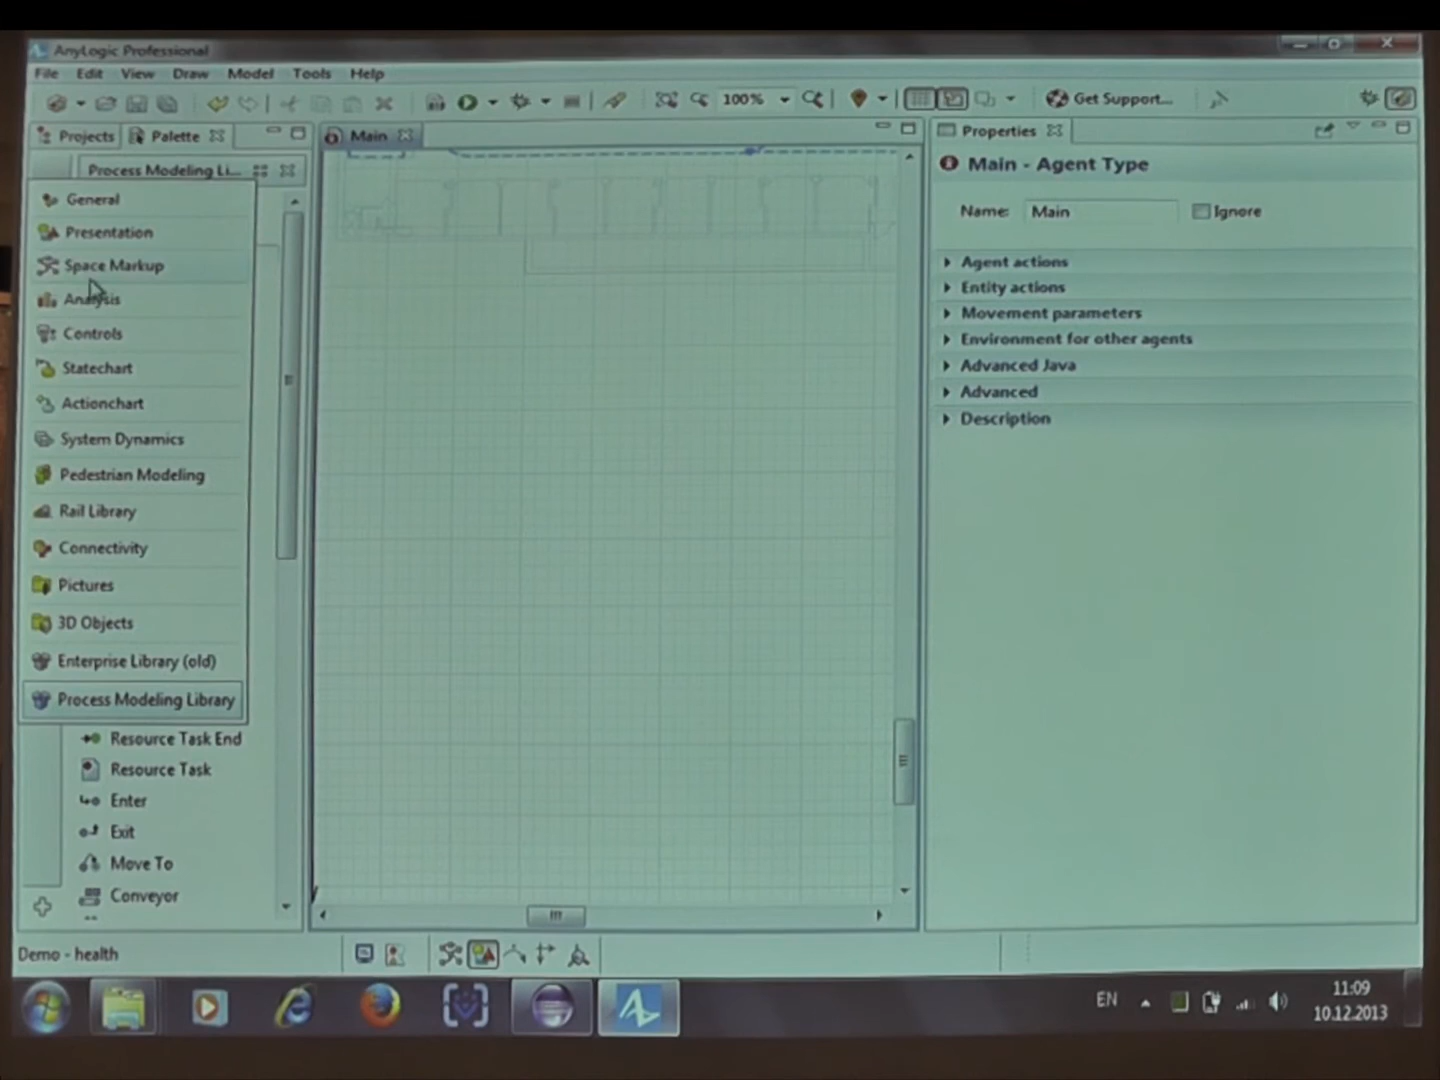 AnyLogic Professional
File Edit View Draw Model Tools Help
100% Get Support...
Projects Palette Main Properties
Process Modeling Li...
General
Presentation
Space Markup
Analysis
Controls
Statechart
Actionchart
System Dynamics
Pedestrian Modeling
Rail Library
Connectivity
Pictures
3D Objects
Enterprise Library (old)
Process Modeling Library
Resource Task End
Resource Task
Enter
Exit
Move To
Conveyor
Main - Agent Type
Name: Main Ignore
Agent actions
Entity actions
Movement parameters
Environment for other agents
Advanced Java
Advanced
Description
Demo - health
EN
11:09
10.12.2013